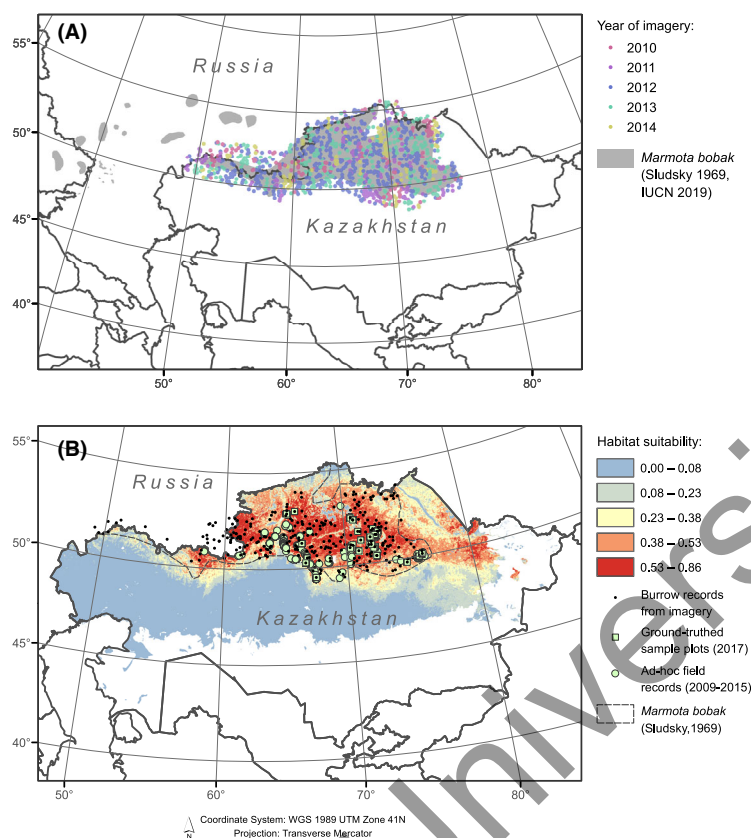 (A)
55°
50°
45°
40°
Russia
Kazakhstan
50°
60°
70°
80°
Year of imagery:
2010
2011
2012
2013
2014
Marmota bobak
(Sludsky 1969,
IUCN 2019)
(B)
55°
50°
45°
40°
Russia
Kazakhstan
50°
60°
70°
80°
Habitat suitability:
0,00 – 0,08
0,08 – 0,23
0,23 – 0,38
0,38 – 0,53
0,53 – 0,86
Burrow records
from imagery
Ground-truthed
sample plots (2017)
Ad-hoc field
records (2009-2015)
Marmota bobak
(Sludsky,1969)
N
Coordinate System: WGS 1989 UTM Zone 41N
Projection: Transverse Mercator
Univers